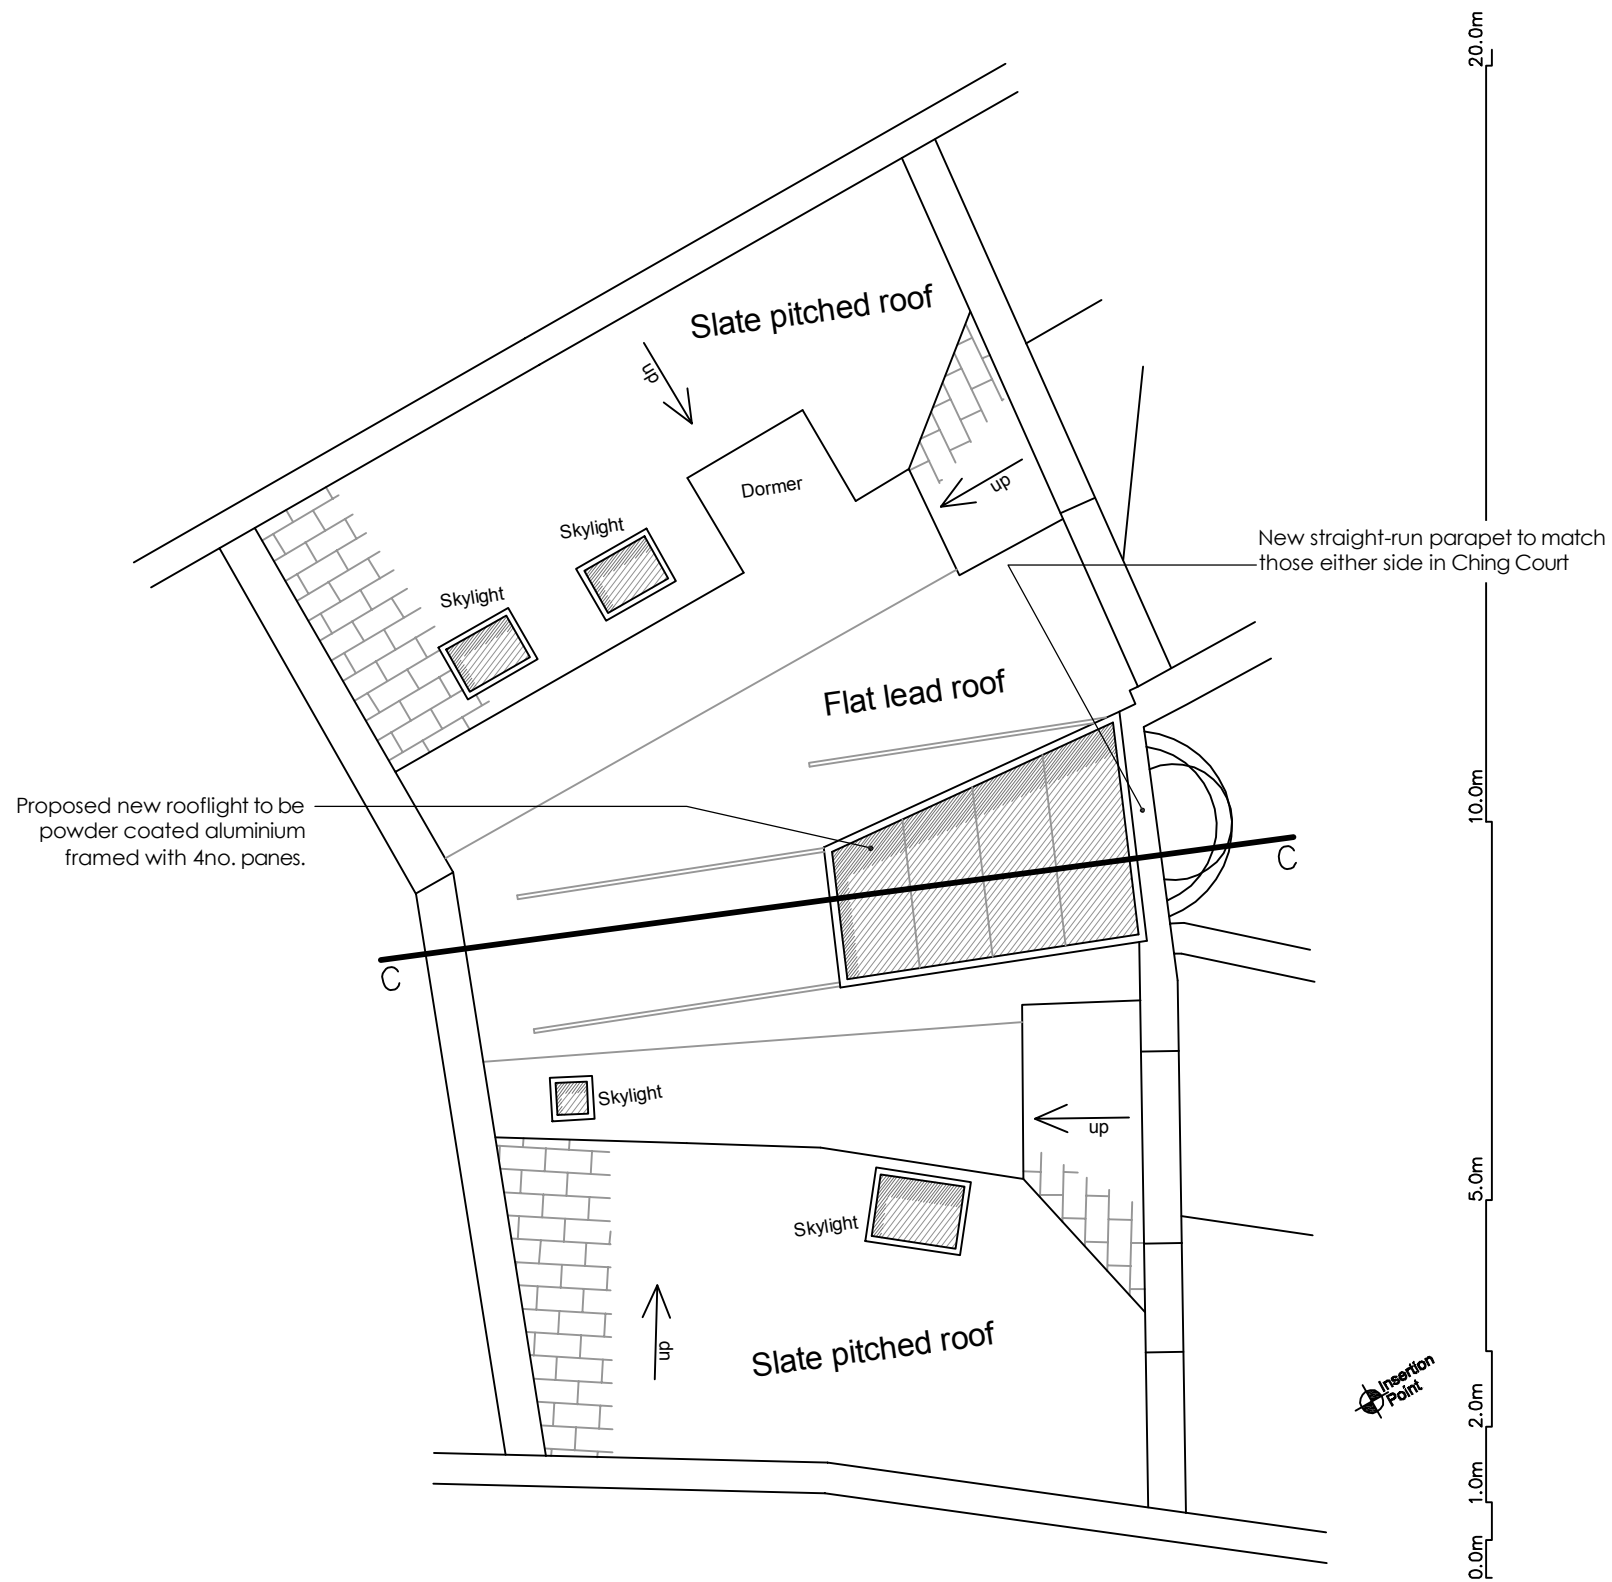 20.0m
Slate pitched roof
up
Dormer
up
Skylight
New straight-run parapet to match
those either side in Ching Court
Skylight
Flat lead roof
10.0m
Proposed new rooflight to be
powder coated aluminium
framed with 4no. panes.
C
C
Skylight
up
5.0m
Skylight
up
Slate pitched roof
Insertion
Point
2.0m
1.0m
0.0m